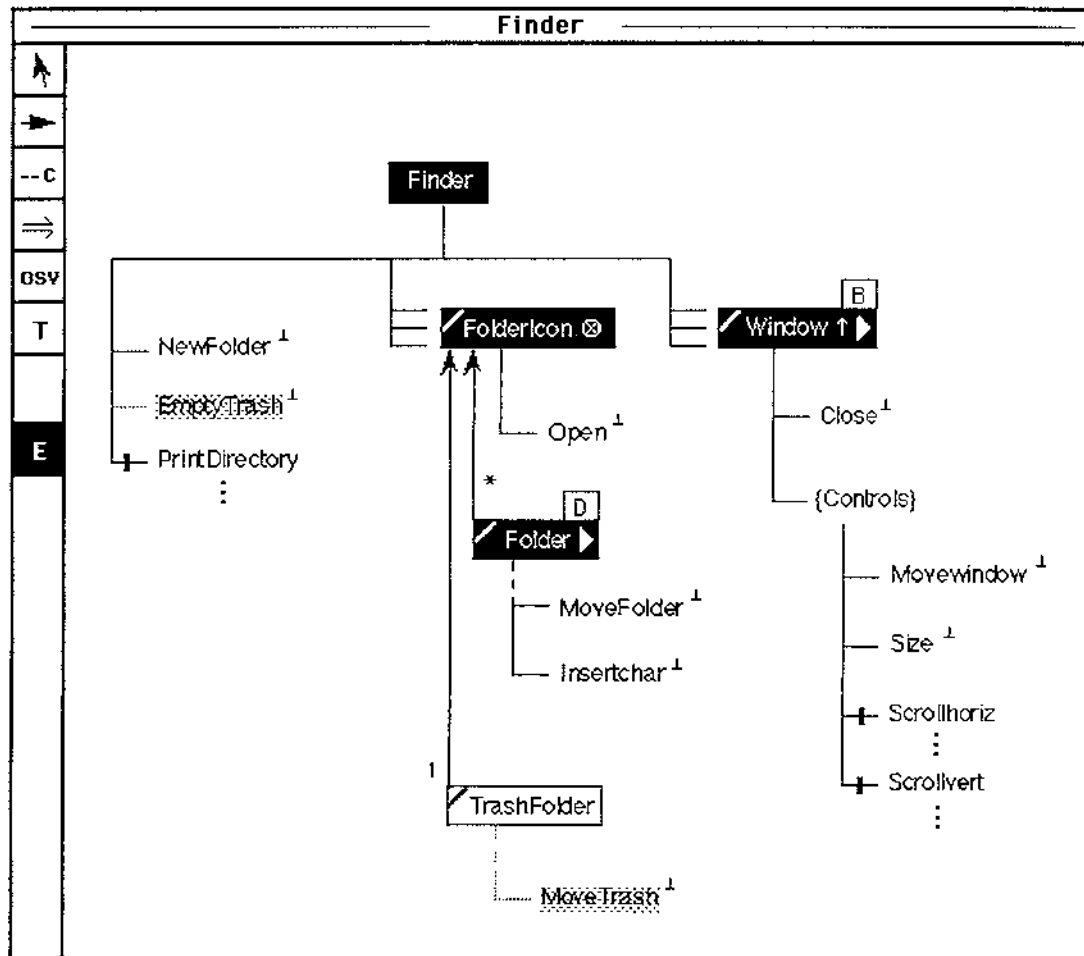 Finder
--C
OSV
T
E
Finder
B
FolderIcon ⊗
Window ↑
NewFolder ⊥
EmptyTrash ⊥
PrintDirectory
⋮
Open ⊥
Close ⊥
{Controls}
*
D
Folder
MoveFolder ⊥
Insertchar ⊥
Movewindow ⊥
Size ⊥
Scrollhoriz
⋮
Scrollvert
⋮
1
TrashFolder
MoveTrash ⊥